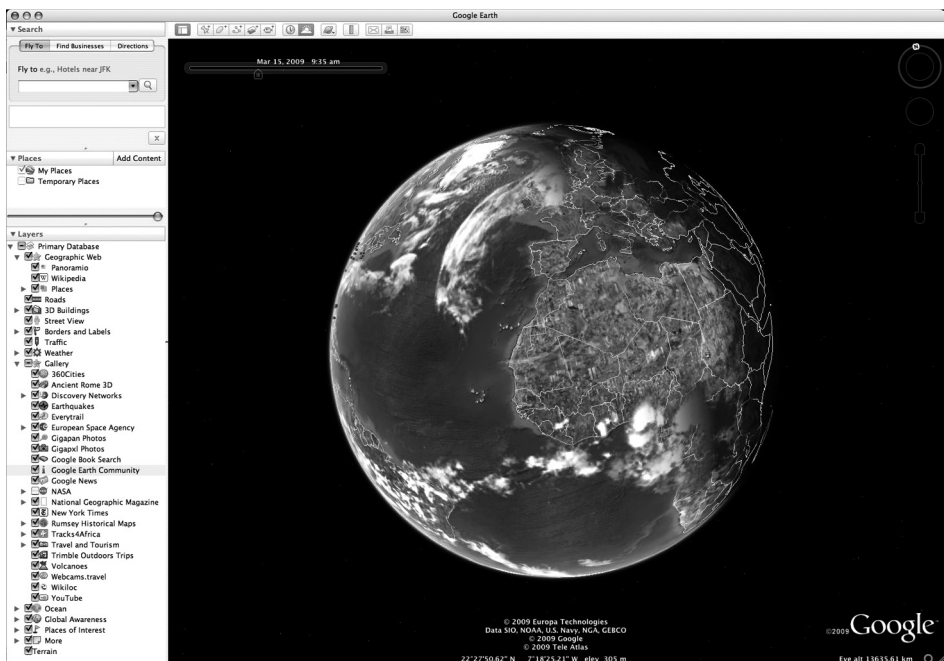 Google Earth
Search
Fly To Find Businesses Directions
Fly to e.g., Hotels near JFK
x
Places
Add Content
My Places
Temporary Places
Layers
Primary Database
Geographic Web
Panoramio
Wikipedia
Places
Roads
3D Buildings
Street View
Borders and Labels
Traffic
Weather
Gallery
360Cities
Ancient Rome 3D
Discovery Networks
Earthquakes
Everytrail
European Space Agency
Gigapan Photos
Gigapxl Photos
Google Book Search
Google Earth Community
Google News
NASA
National Geographic Magazine
New York Times
Rumsey Historical Maps
Tracks4Africa
Travel and Tourism
Trimble Outdoors Trips
Volcanoes
Webcams.travel
Wikiloc
YouTube
Ocean
Global Awareness
Places of Interest
More
Terrain
Mar 15, 2009 9:35 am
N
© 2009 Europa Technologies
Data SIO, NOAA, U.S. Navy, NGA, GEBCO
© 2009 Google
© 2009 Tele Atlas
©2009 Google
22°27'50.62" N 7°18'25.21" W elev 305 m
Eye alt 13635.61 km